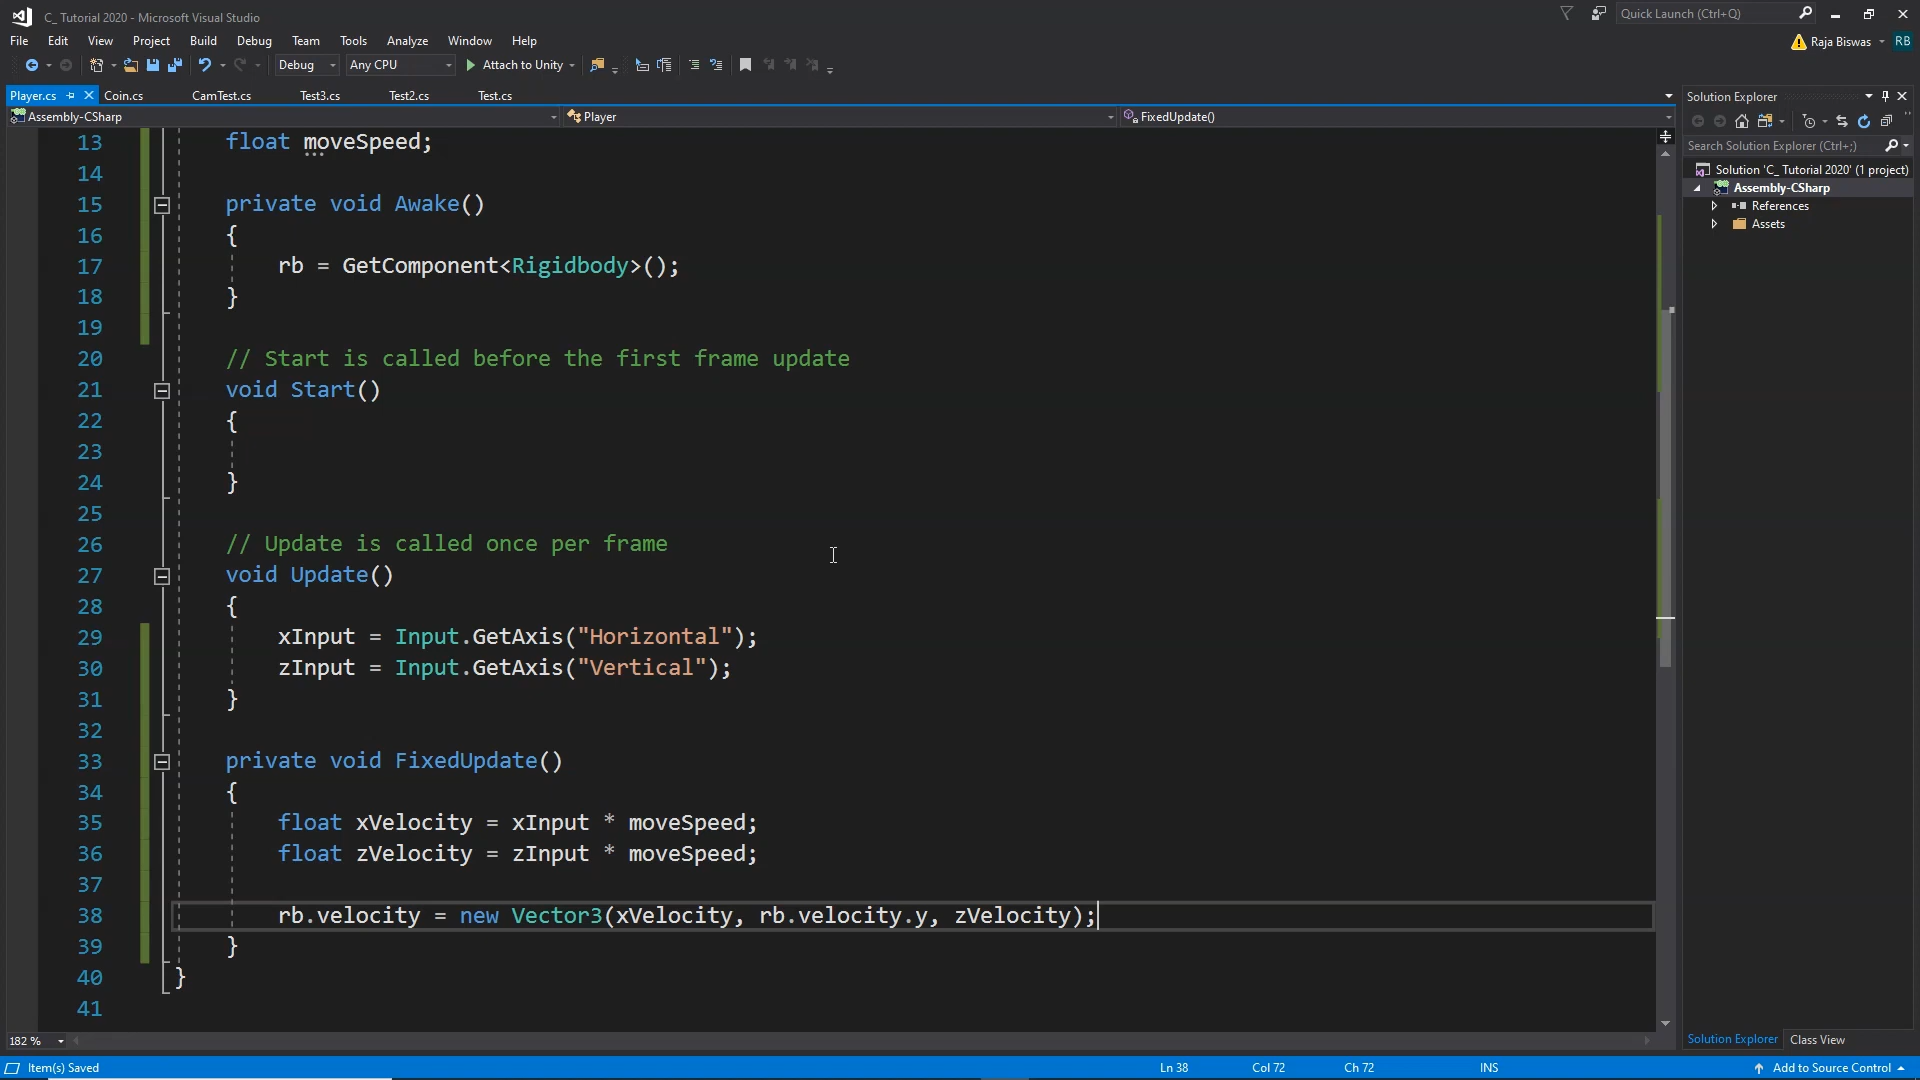 C_ Tutorial 2020 - Microsoft Visual Studio
Quick Launch (Ctrl+Q)
File Edit View Project Build Debug Team Tools Analyze Window Help
Raja Biswas RB
Debug Any CPU Attach to Unity
Player.cs Coin.cs CamTest.cs Test3.cs Test2.cs Test.cs
Assembly-CSharp Player FixedUpdate()
13 float moveSpeed;
14
15 private void Awake()
16 {
17 rb = GetComponent<Rigidbody>();
18 }
19
20 // Start is called before the first frame update
21 void Start()
22 {
23
24 }
25
26 // Update is called once per frame
27 void Update()
28 {
29 xInput = Input.GetAxis("Horizontal");
30 zInput = Input.GetAxis("Vertical");
31 }
32
33 private void FixedUpdate()
34 {
35 float xVelocity = xInput * moveSpeed;
36 float zVelocity = zInput * moveSpeed;
37
38 rb.velocity = new Vector3(xVelocity, rb.velocity.y, zVelocity);
39 }
40 }
41
182 %
Solution Explorer
Search Solution Explorer (Ctrl+;)
Solution 'C_ Tutorial 2020' (1 project)
Assembly-CSharp
References
Assets
Solution Explorer Class View
Item(s) Saved Ln 38 Col 72 Ch 72 INS Add to Source Control